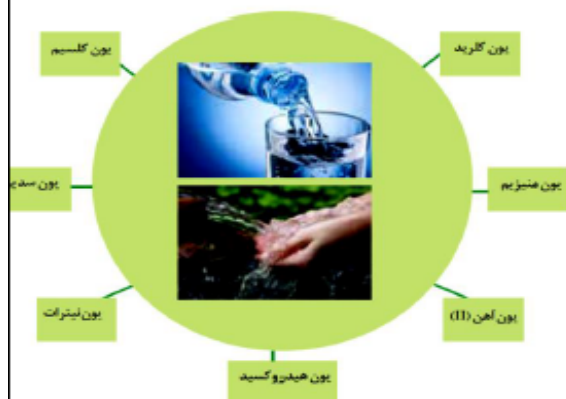 یون کلرید
یون کلسیم
یون منیزیم
یون سدیم
یون آهن (II)
یون نیترات
یون هیدروکسید